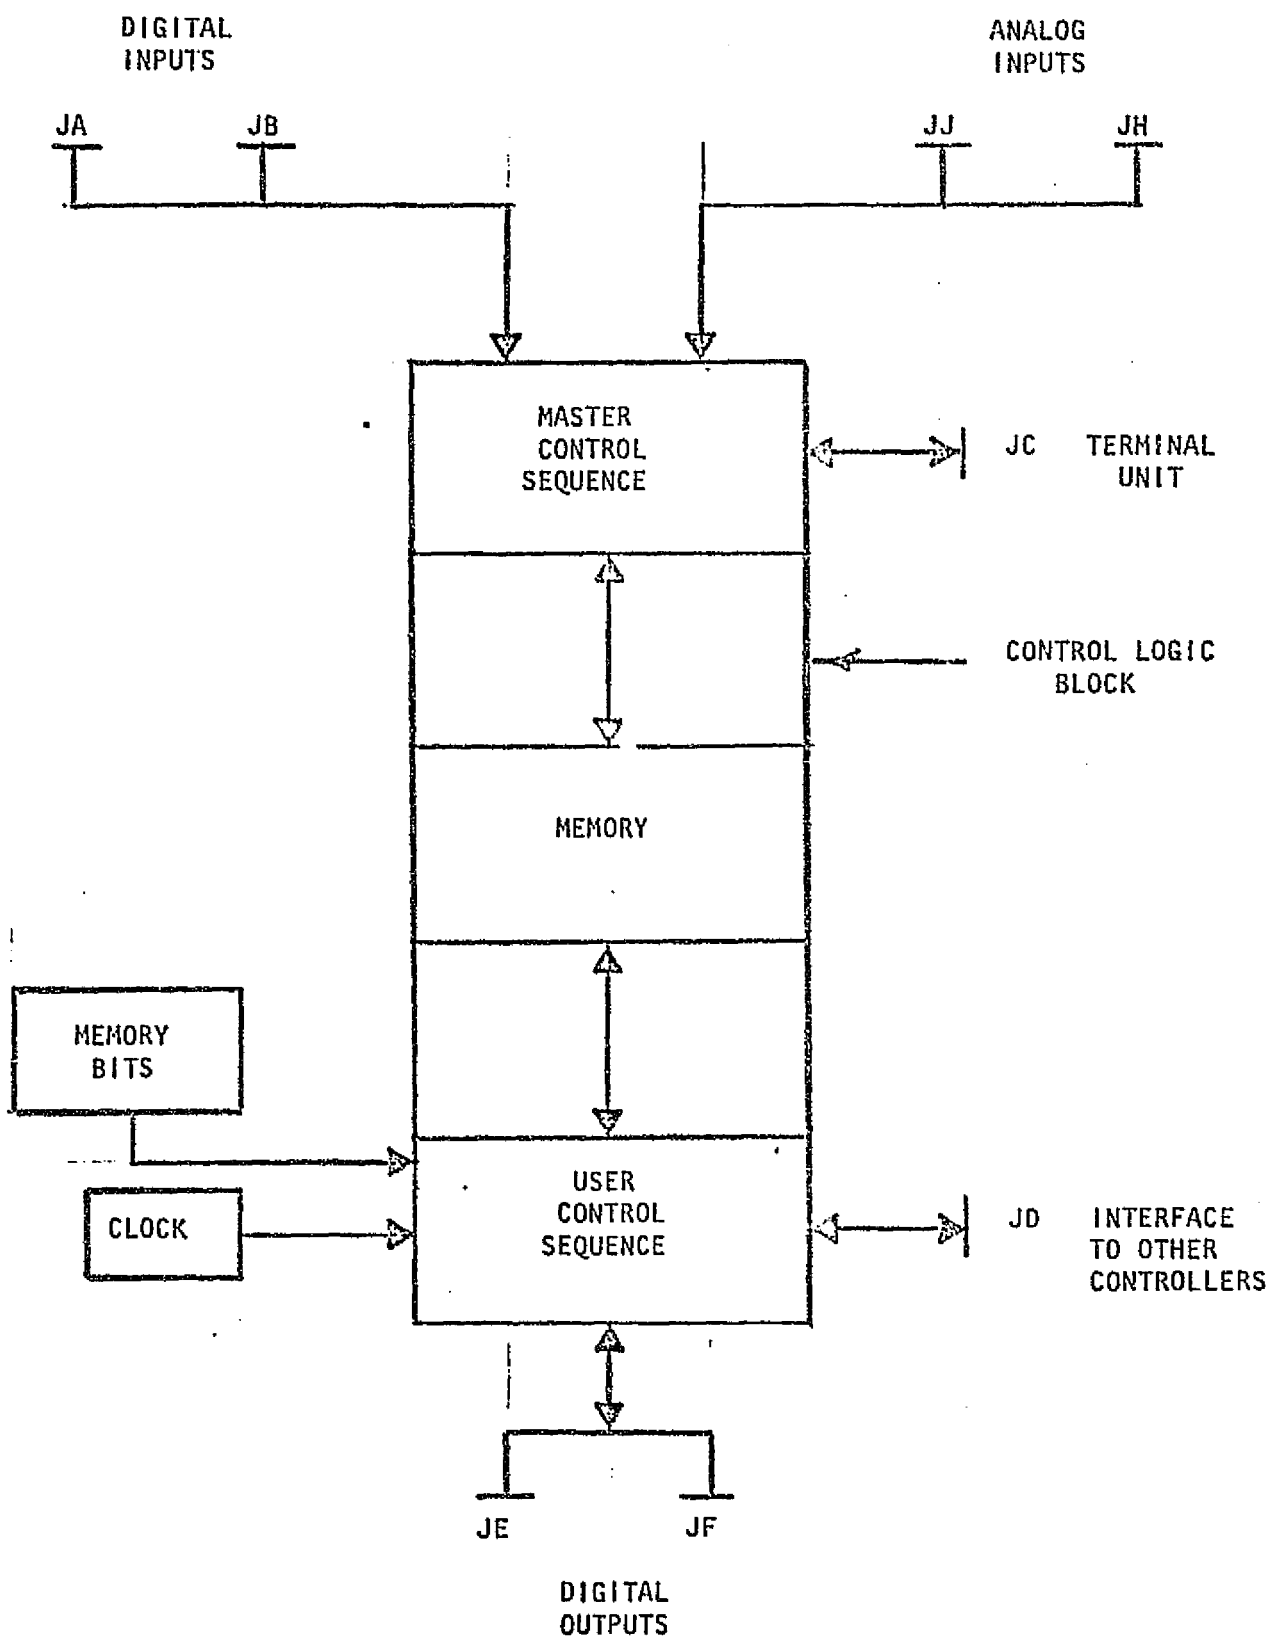 DIGITAL
INPUTS
ANALOG
INPUTS
JA
JB
JJ
JH
MASTER
CONTROL
SEQUENCE
JC
TERMINAL
UNIT
CONTROL LOGIC
BLOCK
MEMORY
MEMORY
BITS
CLOCK
USER
CONTROL
SEQUENCE
JD
INTERFACE
TO OTHER
CONTROLLERS
JE
JF
DIGITAL
OUTPUTS